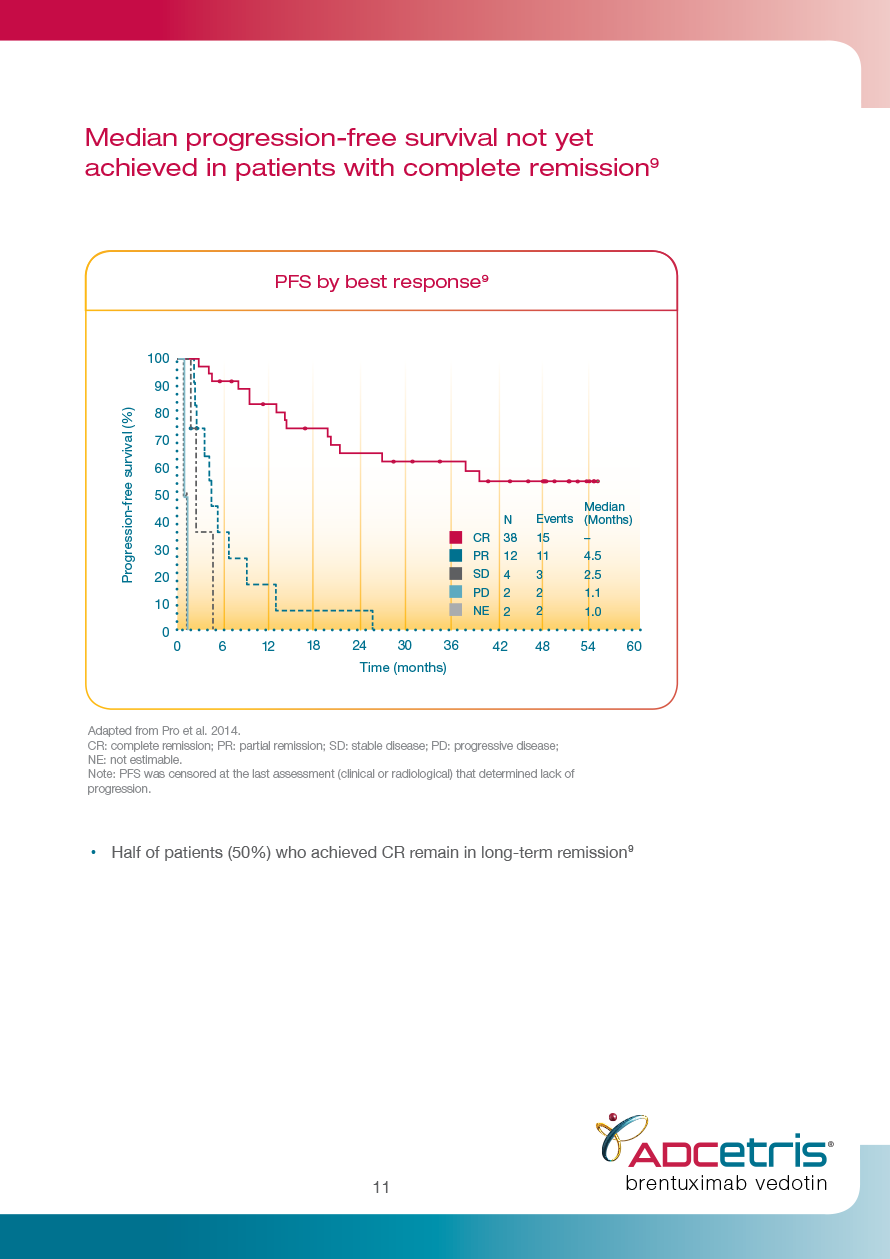 Median progression-free survival not yet
achieved in patients with complete remission⁹
PFS by best response⁹
Progression-free survival (%)
100
90
80
70
60
50
40
30
20
10
0
0 6 12 18 24 30 36 42 48 54 60
Time (months)
N Events Median (Months)
CR 38 15 –
PR 12 11 4.5
SD 4 3 2.5
PD 2 2 1.1
NE 2 2 1.0
Adapted from Pro et al. 2014.
CR: complete remission; PR: partial remission; SD: stable disease; PD: progressive disease;
NE: not estimable.
Note: PFS was censored at the last assessment (clinical or radiological) that determined lack of
progression.
• Half of patients (50%) who achieved CR remain in long-term remission⁹
ADCetris®
brentuximab vedotin
11